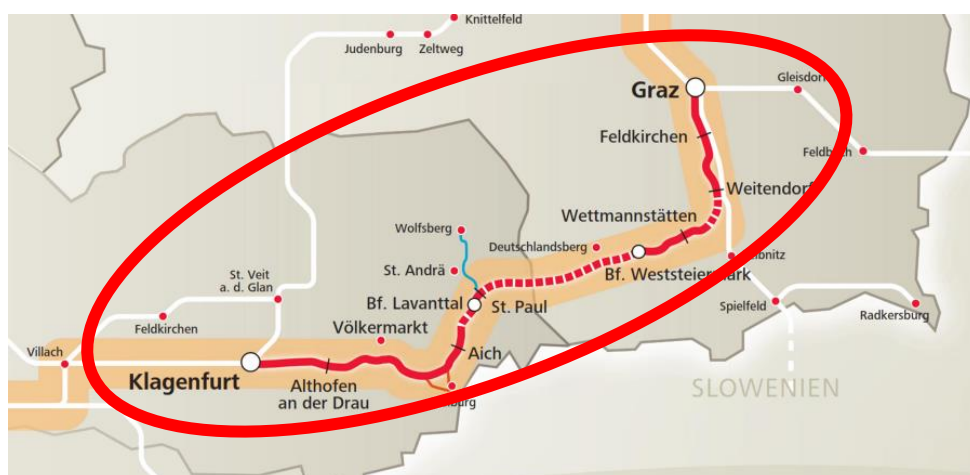 Knittelfeld
Judenburg
Zeltweg
Graz
Gleisdorf
Feldkirchen
Weitendorf
Wettmannstätten
Wolfsberg
Deutschlandsberg
St. Andrä
Bf. Weststeiermark
St. Veit
a. d. Glan
Bf. Lavanttal
St. Paul
Spielfeld
Radkersburg
Feldkirchen
Völkermarkt
Villach
Aich
Klagenfurt
Althofen
an der Drau
SLOWENIEN